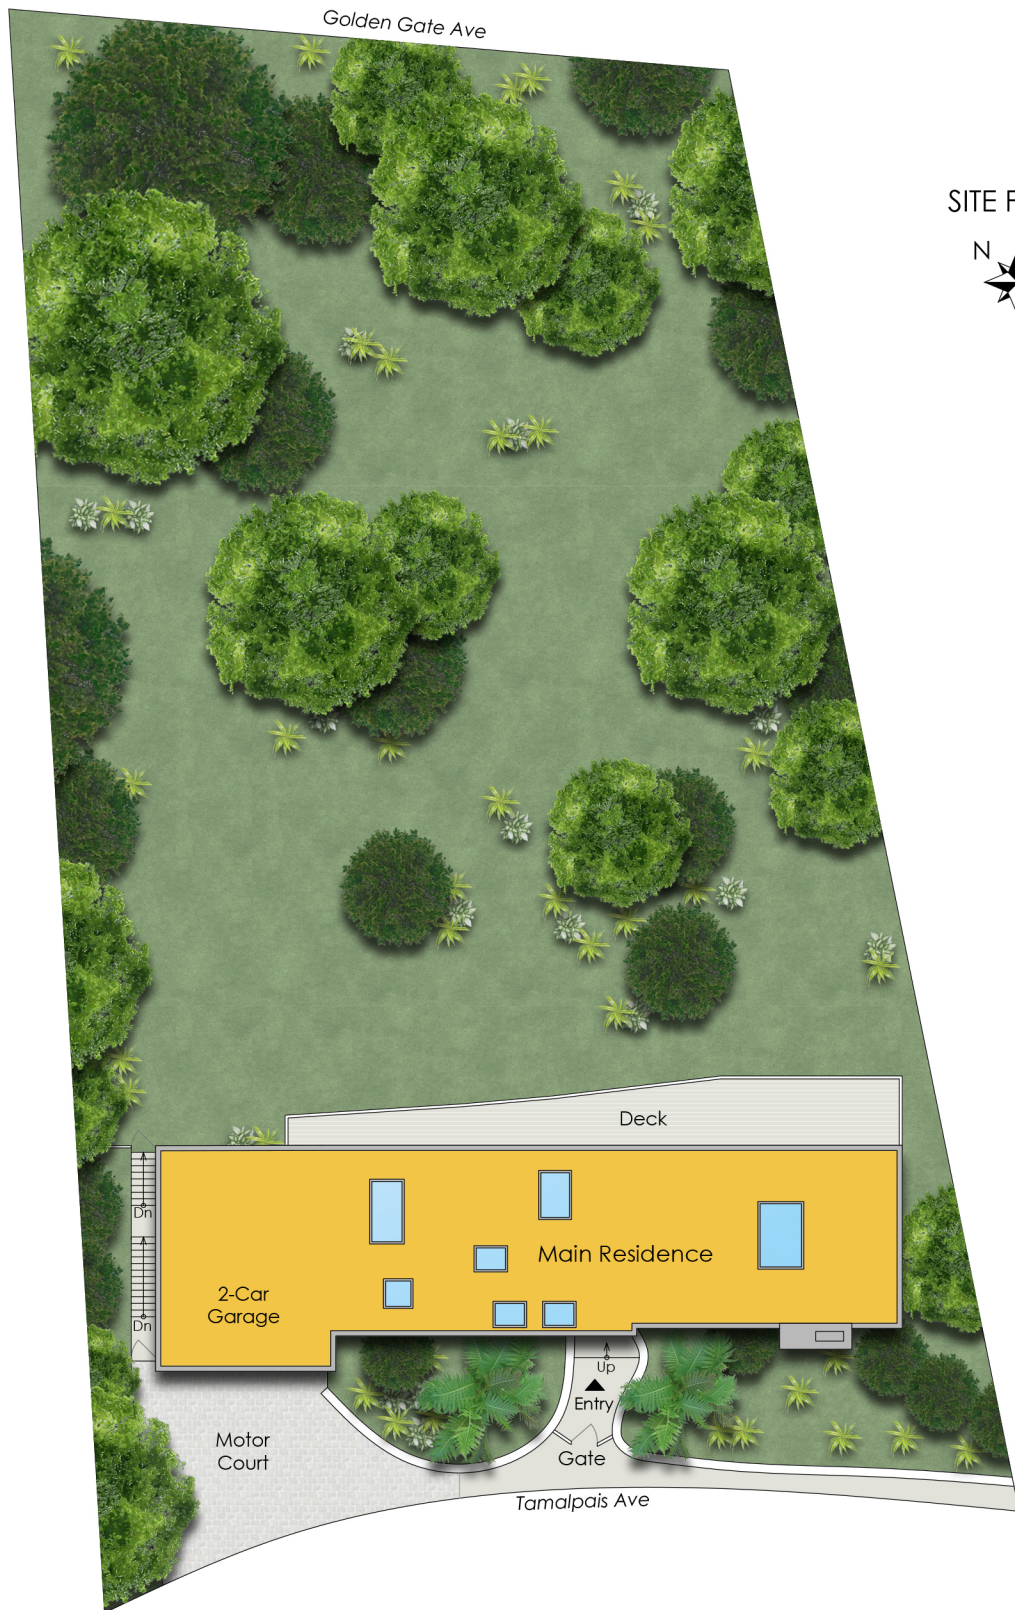 Golden Gate Ave
SITE
N
Deck
Dn
Main Residence
2-Car
Garage
Dn
Up
Entry
Motor
Court
Gate
Tamalpais Ave